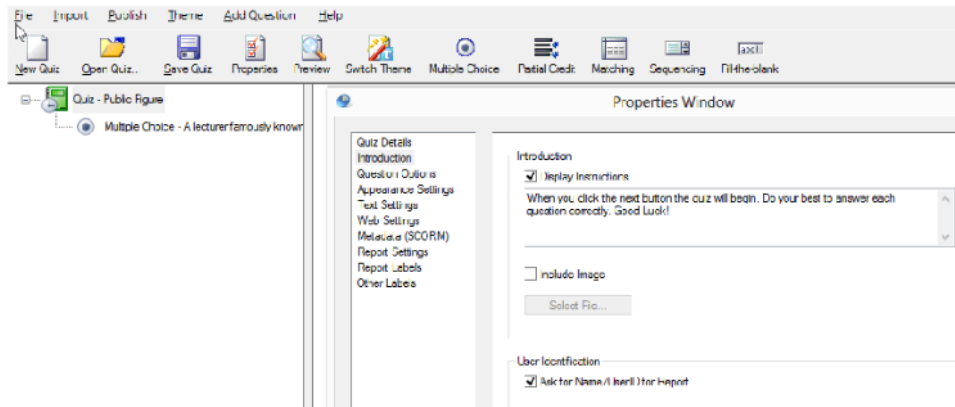 File Import Publish Theme Add Question Help
New Quiz Open Quiz.. Save Quiz Properties Preview Switch Theme Multiple Choice Partial Credit Matching Sequencing Fill-the-blank
Quiz - Public Figure
Multiple Choice - A lecturer famously known
Properties Window
Quiz Details
Introduction
Question Options
Appearance Settings
Text Settings
Web Settings
Metadata (SCORM)
Report Settings
Report Labels
Other Labels
Introduction
Display Instructions
When you click the next button the quiz will begin. Do your best to answer each
question correctly. Good Luck!
Include Image
Select File...
User Identification
Ask for Name/UserID for Report